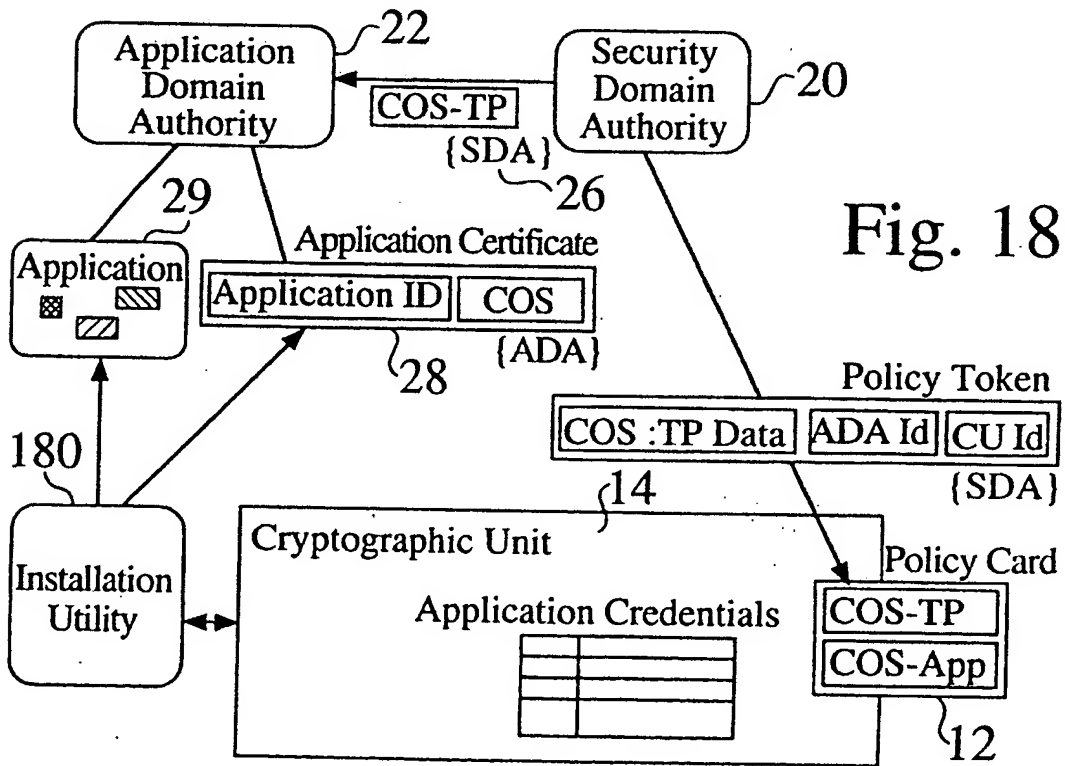 Application
Domain
Authority
22
COS-TP
{SDA}
26
Security
Domain
Authority
20
Fig. 18
29
Application
Application Certificate
Application ID COS
{ADA}
28
Policy Token
COS :TP Data ADA Id CU Id
{SDA}
180
Installation
Utility
14
Cryptographic Unit
Application Credentials
Policy Card
COS-TP
COS-App
12